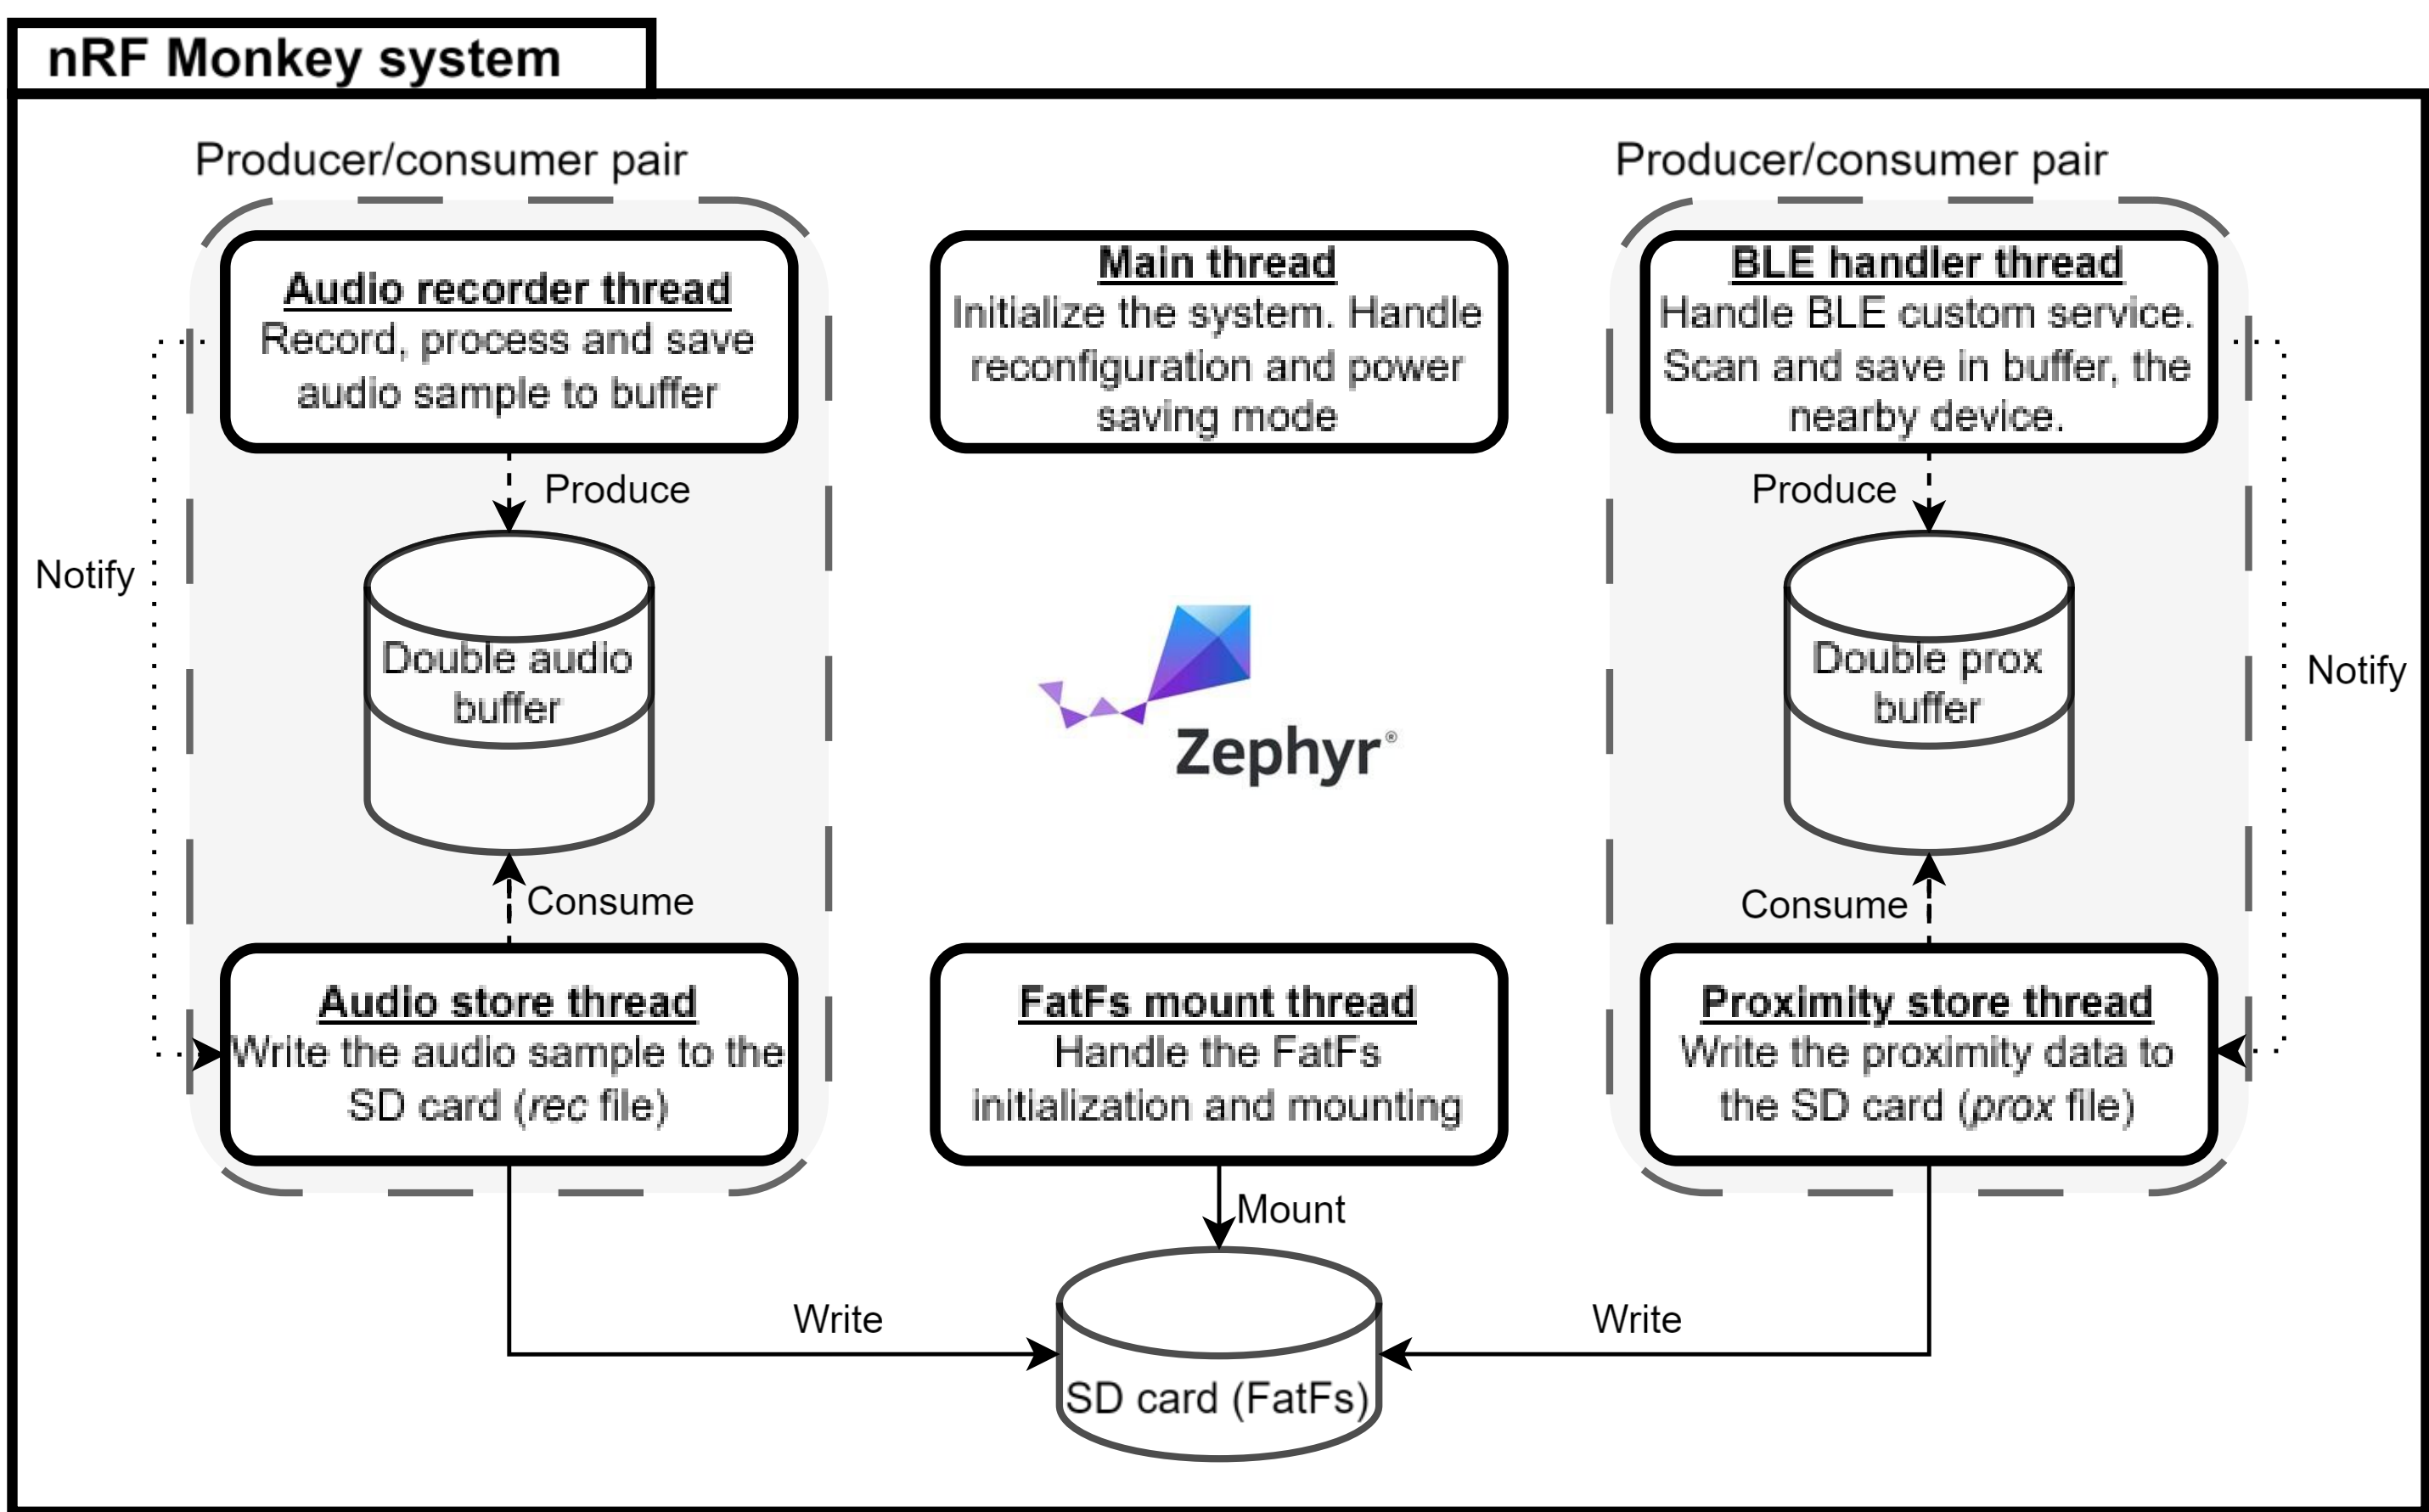 nRF Monkey system
Producer/consumer pair
Audio recorder thread
Record, process and save
audio sample to buffer
Produce
Notify
Double audio
buffer
Consume
Audio store thread
Write the audio sample to the
SD card (rec file)
Main thread
Initialize the system. Handle
reconfiguration and power
saving mode
Zephyr®
FatFs mount thread
Handle the FatFs
initialization and mounting
Mount
Producer/consumer pair
BLE handler thread
Handle BLE custom service.
Scan and save in buffer, the
nearby device.
Produce
Double prox
buffer
Notify
Consume
Proximity store thread
Write the proximity data to
the SD card (prox file)
Write
Write
SD card (FatFs)